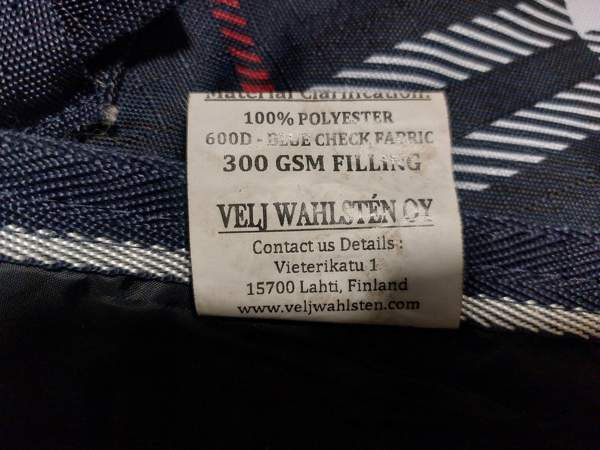 Material Clarification:
100% POLYESTER
600D - BLUE CHECK FABRIC
300 GSM FILLING
VELJ WAHLSTÉN OY
Contact us Details :
Vieterikatu 1
15700 Lahti, Finland
www.veljwahlsten.com